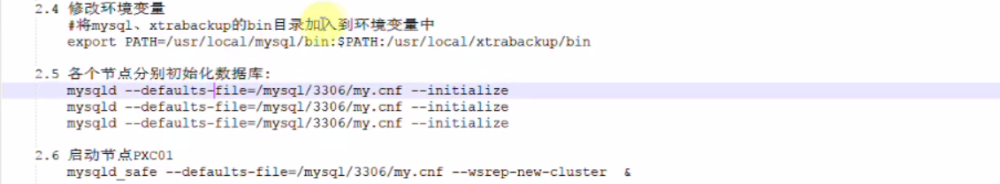 2.4 修改环境变量
#将mysql、xtrabackup的bin目录加入到环境变量中
export PATH=/usr/local/mysql/bin:$PATH:/usr/local/xtrabackup/bin
2.5 各个节点分别初始化数据库:
mysqld --defaults-file=/mysql/3306/my.cnf --initialize
mysqld --defaults-file=/mysql/3306/my.cnf --initialize
mysqld --defaults-file=/mysql/3306/my.cnf --initialize
2.6 启动节点PXC01
mysqld_safe --defaults-file=/mysql/3306/my.cnf --wsrep-new-cluster &